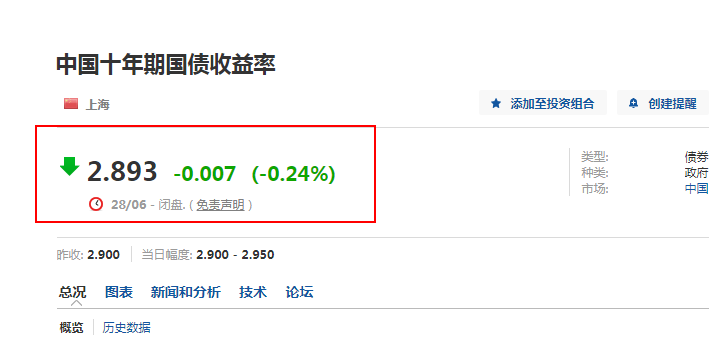 中国十年期国债收益率
上海
添加至投资组合 创建提醒
2.893 -0.007 (-0.24%)
28/06 - 闭盘. ( 免责声明 )
类型: 债券
种类: 政府
市场: 中国
昨收: 2.900 当日幅度: 2.900 - 2.950
总况 图表 新闻和分析 技术 论坛
概览 历史数据